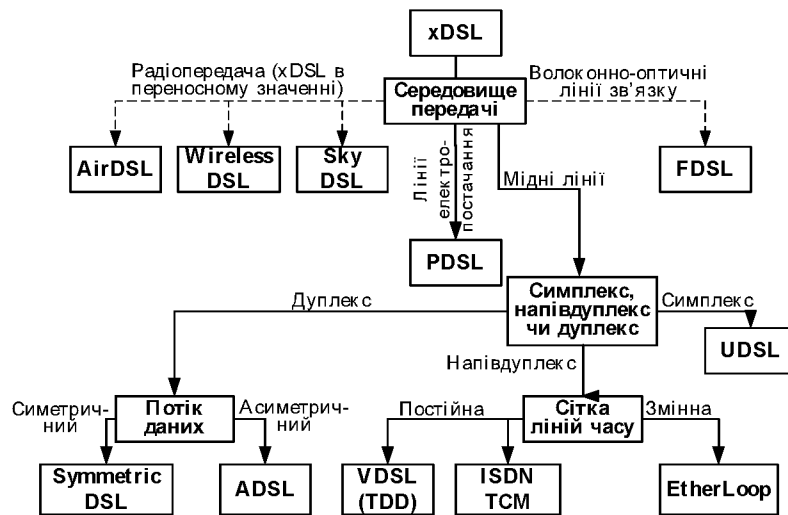 xDSL
Радіопередача (xDSL в
переносному значенні)
Середовище
передачі
Волоконно-оптичні
лінії зв'язку
AirDSL
Wireless
DSL
Sky
DSL
Лінії
електро-
постачання
Мідні лінії
FDSL
PDSL
Дуплекс
Симплекс,
напівдуплекс
чи дуплекс
Симплекс
UDSL
Напівдуплекс
Симетрич-
ний
Потік
даних
Асиметрич-
ний
Постійна
Сітка
ліній часу
Змінна
Symmetric
DSL
ADSL
VDSL
(TDD)
ISDN
TCM
EtherLoop